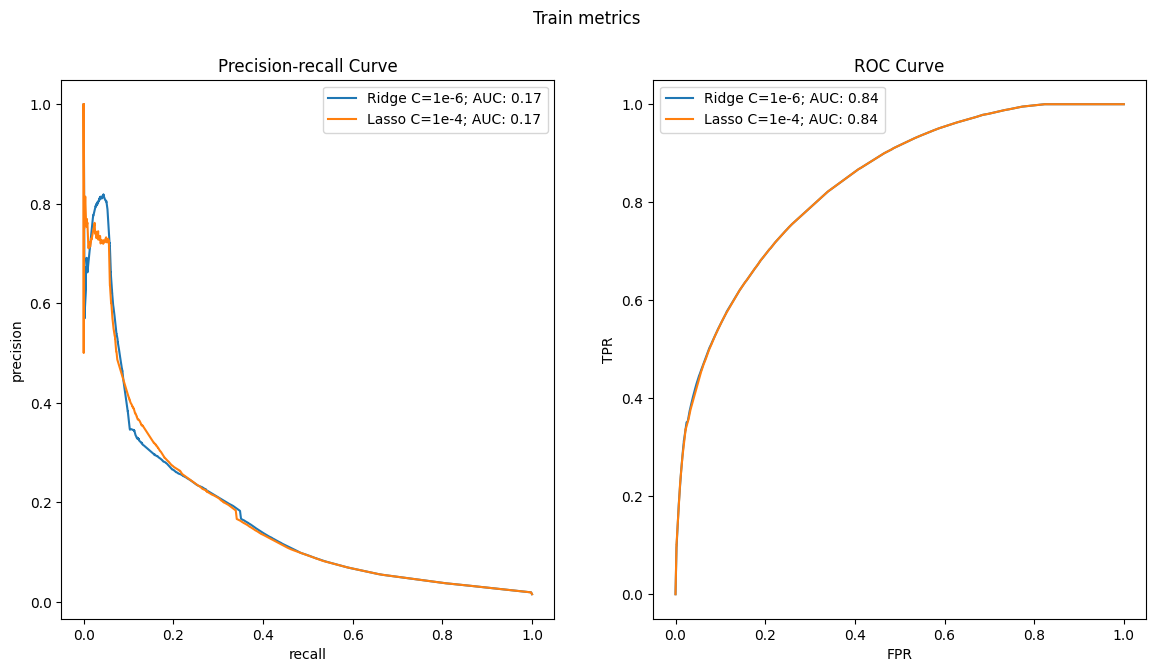 Train metrics
Precision-recall Curve
Ridge C=1e-6; AUC: 0.17
Lasso C=1e-4; AUC: 0.17
1.0
0.8
0.6
0.4
0.2
0.0
precision
0.0 0.2 0.4 0.6 0.8 1.0
recall
ROC Curve
Ridge C=1e-6; AUC: 0.84
Lasso C=1e-4; AUC: 0.84
1.0
0.8
0.6
0.4
0.2
0.0
TPR
0.0 0.2 0.4 0.6 0.8 1.0
FPR